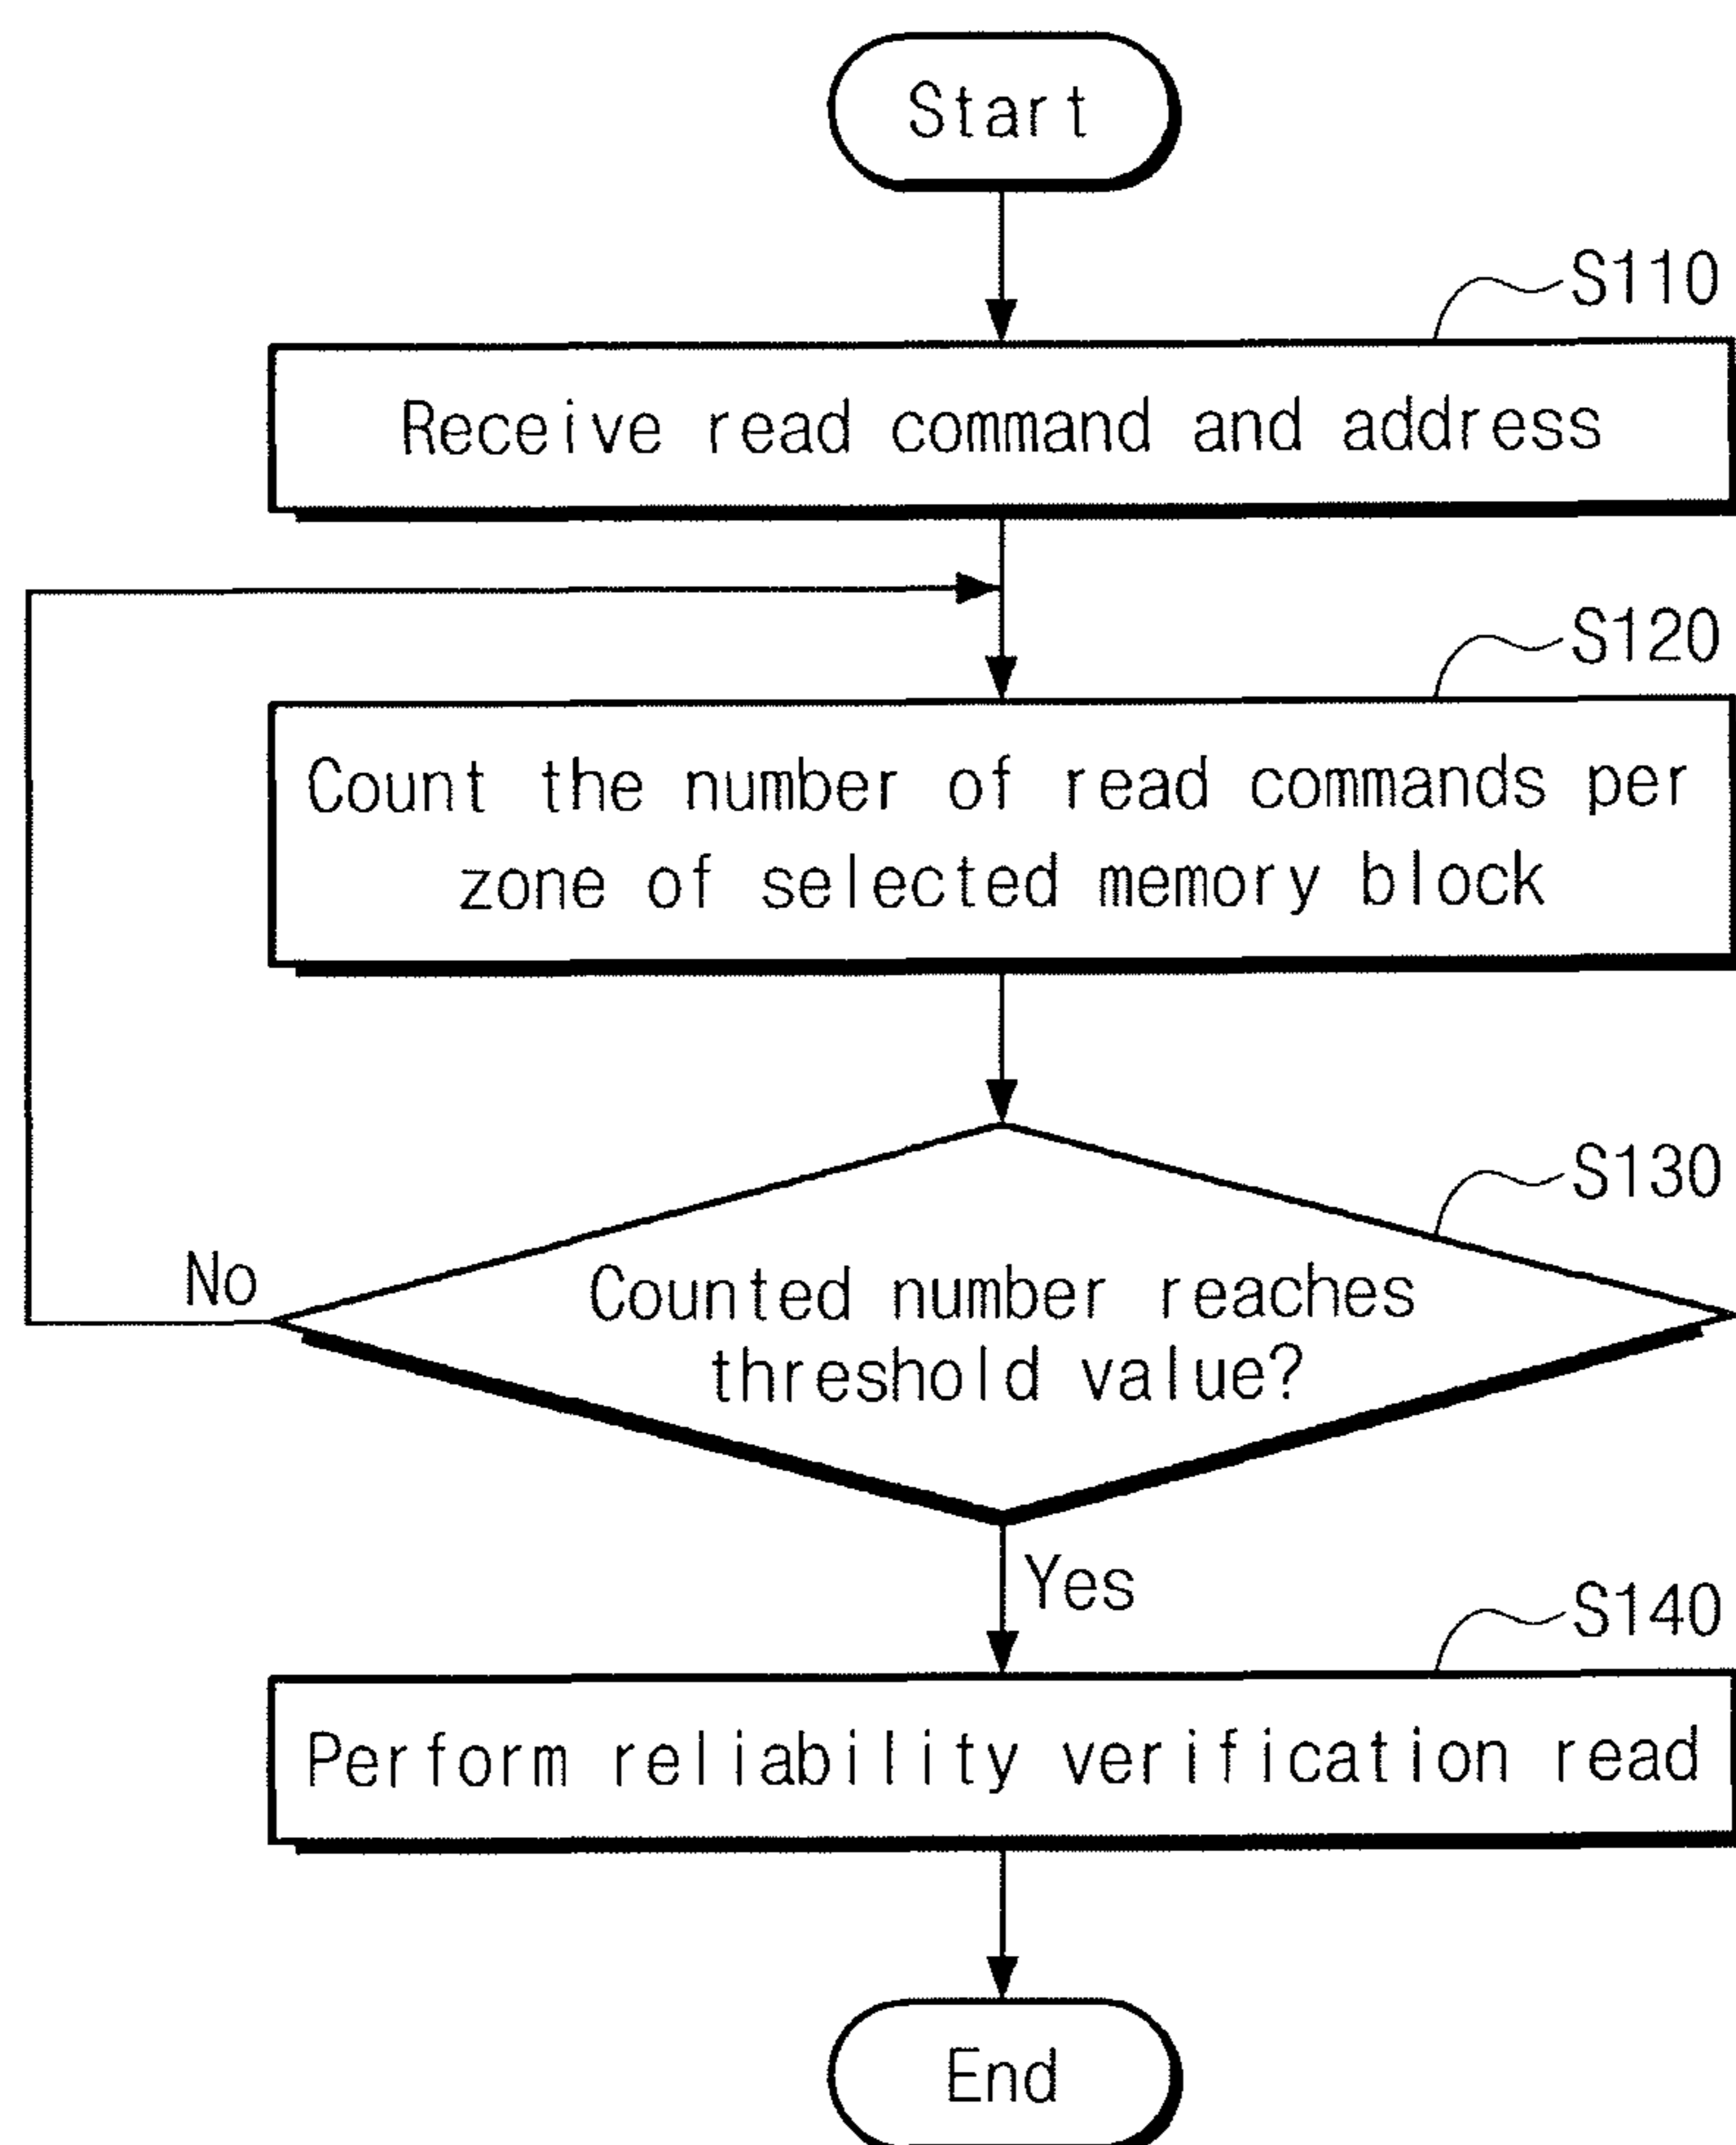 Start
S110
Receive read command and address
S120
Count the number of read commands per
zone of selected memory block
S130
No
Counted number reaches
threshold value?
Yes
S140
Perform reliability verification read
End